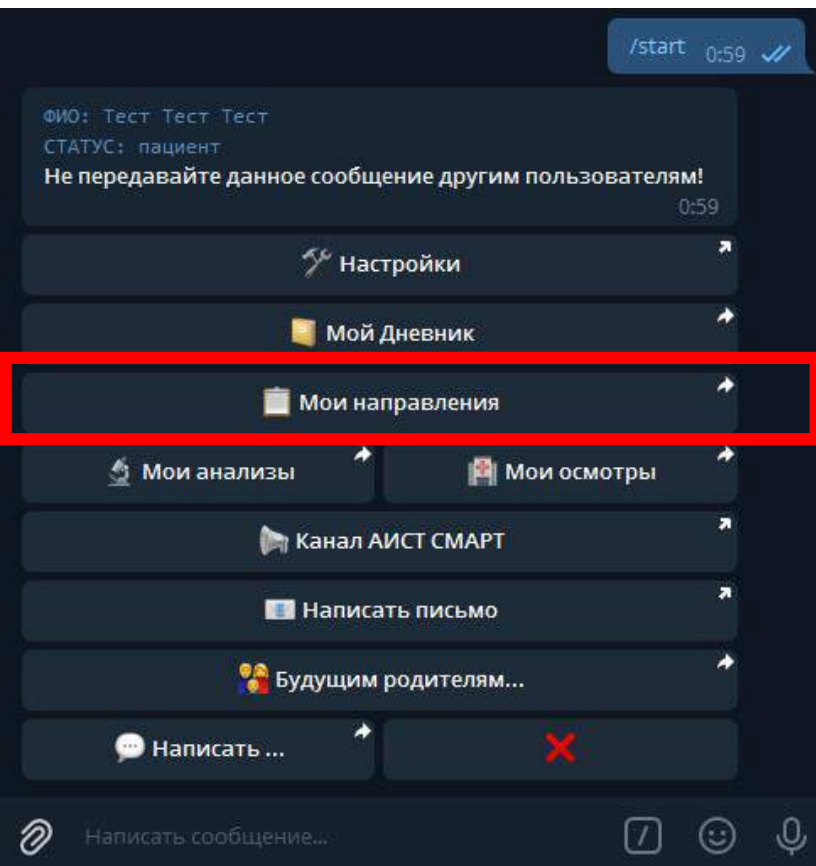 /start 0:59
ФИО: Тест Тест Тест
СТАТУС: пациент
Не передавайте данное сообщение другим пользователям!
0:59
Настройки
Мой Дневник
Мои направления
Мои анализы
Мои осмотры
Канал АИСТ СМАРТ
Написать письмо
Будущим родителям...
Написать ...
Написать сообщение...